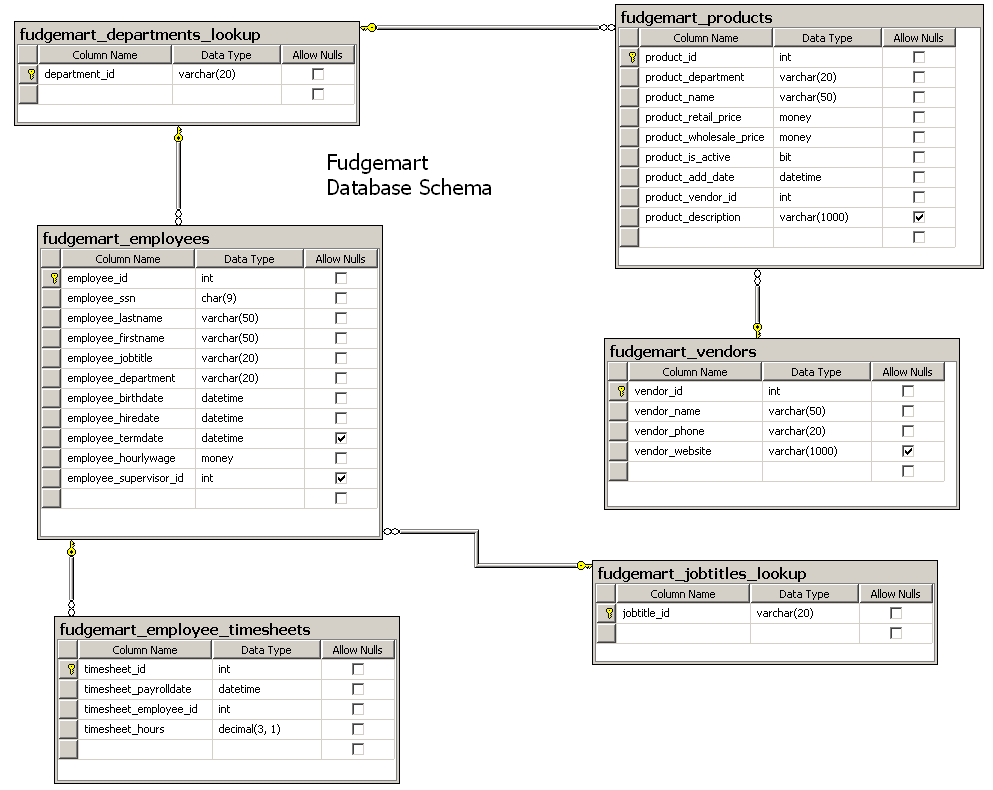 fudgemart_departments_lookup
Column Name Data Type Allow Nulls
department_id varchar(20)
fudgemart_products
Column Name Data Type Allow Nulls
product_id int
product_department varchar(20)
product_name varchar(50)
product_retail_price money
product_wholesale_price money
product_is_active bit
product_add_date datetime
product_vendor_id int
product_description varchar(1000)
Fudgemart
Database Schema
fudgemart_employees
Column Name Data Type Allow Nulls
employee_id int
employee_ssn char(9)
employee_lastname varchar(50)
employee_firstname varchar(50)
employee_jobtitle varchar(20)
employee_department varchar(20)
employee_birthdate datetime
employee_hiredate datetime
employee_termdate datetime
employee_hourlywage money
employee_supervisor_id int
fudgemart_vendors
Column Name Data Type Allow Nulls
vendor_id int
vendor_name varchar(50)
vendor_phone varchar(20)
vendor_website varchar(1000)
fudgemart_jobtitles_lookup
Column Name Data Type Allow Nulls
jobtitle_id varchar(20)
fudgemart_employee_timesheets
Column Name Data Type Allow Nulls
timesheet_id int
timesheet_payrolldate datetime
timesheet_employee_id int
timesheet_hours decimal(3, 1)